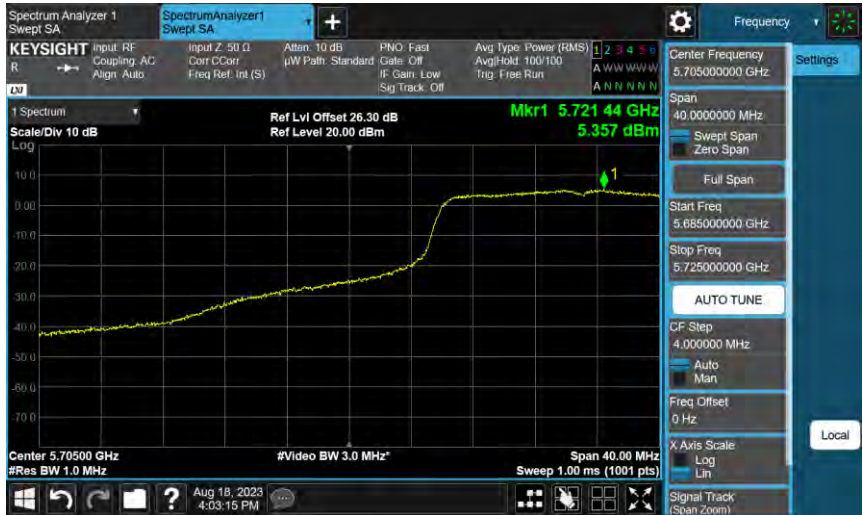 Spectrum Analyzer 1
Swept SA
SpectrumAnalyzer1
Swept SA
Frequency
KEYSIGHT
R
LXI
Input: RF
Coupling: AC
Align: Auto
Input Z: 50 Ω
Corr CCorr
Freq Ref: Int (S)
Atten: 10 dB
µW Path: Standard
PNO: Fast
Gate: Off
IF Gain: Low
Sig Track: Off
Avg Type: Power (RMS)
Avg|Hold: 100/100
Trig: Free Run
1 2 3 4 5 6
A W W W W W
A N N N N N
1 Spectrum
Scale/Div 10 dB
Log
Ref Lvl Offset 26.30 dB
Ref Level 20.00 dBm
Mkr1 5.721 44 GHz
5.357 dBm
1
10.0
0.00
-10.0
-20.0
-30.0
-40.0
-50.0
-60.0
-70.0
Center 5.70500 GHz
#Res BW 1.0 MHz
#Video BW 3.0 MHz*
Span 40.00 MHz
Sweep 1.00 ms (1001 pts)
Aug 18, 2023
4:03:15 PM
Center Frequency
5.705000000 GHz
Span
40.0000000 MHz
Swept Span
Zero Span
Full Span
Start Freq
5.685000000 GHz
Stop Freq
5.725000000 GHz
AUTO TUNE
CF Step
4.000000 MHz
Auto
Man
Freq Offset
0 Hz
X Axis Scale
Log
Lin
Signal Track
(Span Zoom)
Settings
Local